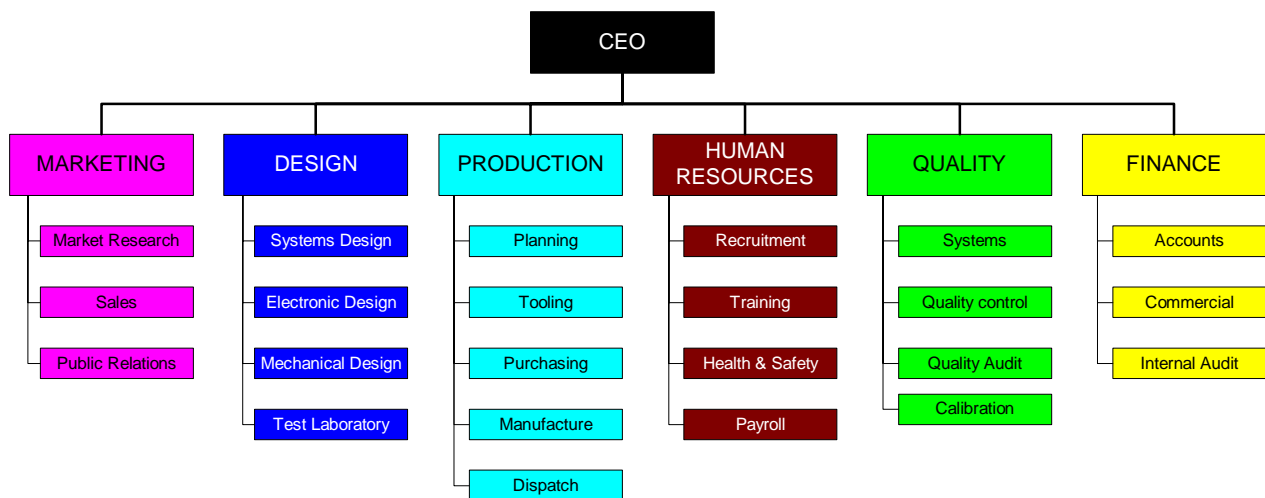 CEO
MARKETING
DESIGN
PRODUCTION
HUMAN
RESOURCES
QUALITY
FINANCE
Market Research
Systems Design
Planning
Recruitment
Systems
Accounts
Sales
Electronic Design
Tooling
Training
Quality control
Commercial
Public Relations
Mechanical Design
Purchasing
Health & Safety
Quality Audit
Internal Audit
Test Laboratory
Manufacture
Payroll
Calibration
Dispatch